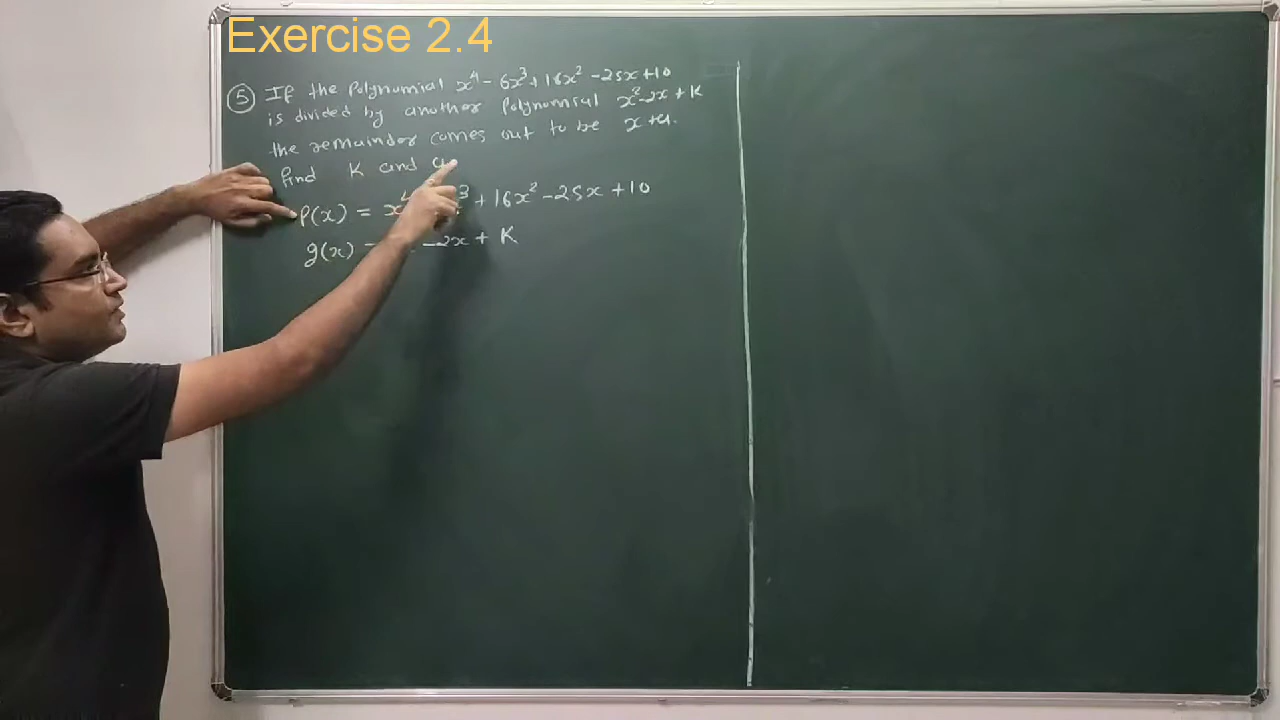 Exercise 2.4
⑤ If the Polynomial x⁴ - 6x³ + 16x² - 25x + 10
is divided by another Polynomial x² - 2x + K
the remainder comes out to be x + a.
find K and a.
P(x) = x⁴ ³ + 16x² - 25x + 10
g(x) - 2x + K